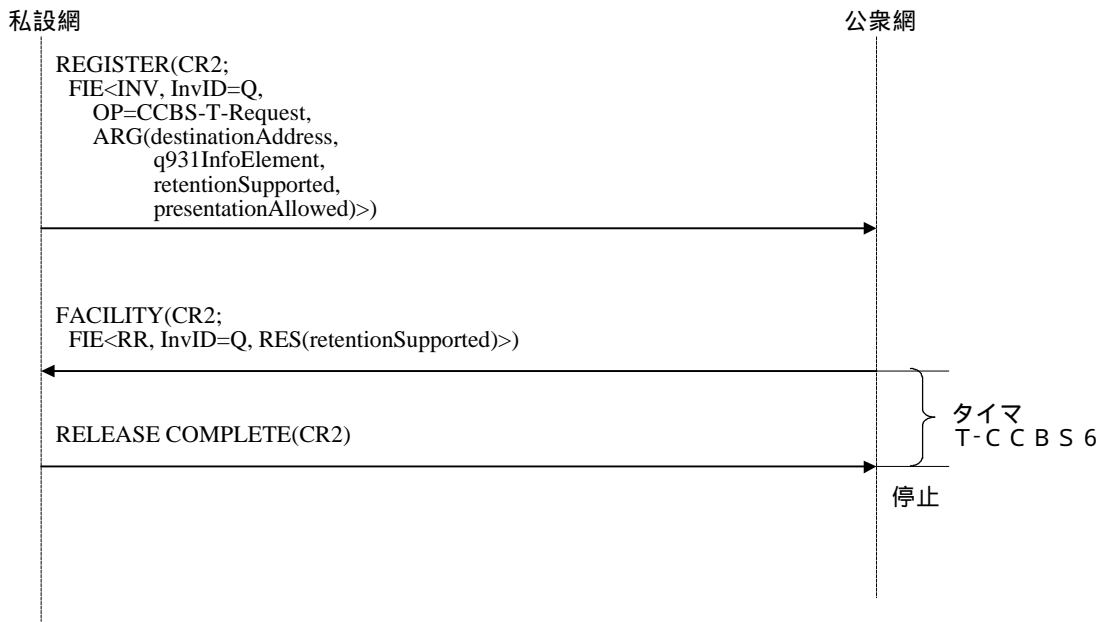 私設網
公衆網
REGISTER(CR2;
FIE<INV, InvID=Q,
OP=CCBS-T-Request,
ARG(destinationAddress,
q931InfoElement,
retentionSupported,
presentationAllowed)>)
FACILITY(CR2;
FIE<RR, InvID=Q, RES(retentionSupported)>)
タイマ
T-ＣＣＢＳ６
RELEASE COMPLETE(CR2)
停止